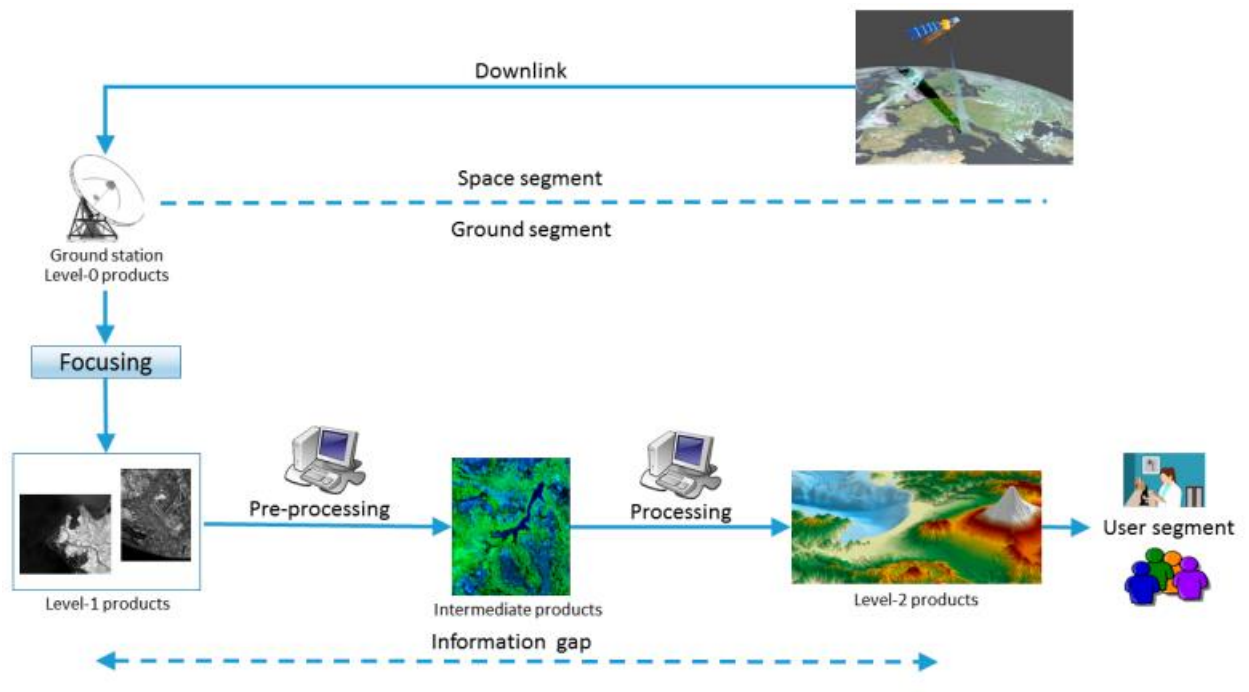 Downlink
Space segment
Ground segment
Ground station
Level-0 products
Focusing
Pre-processing
Processing
User segment
Level-1 products
Intermediate products
Level-2 products
Information gap